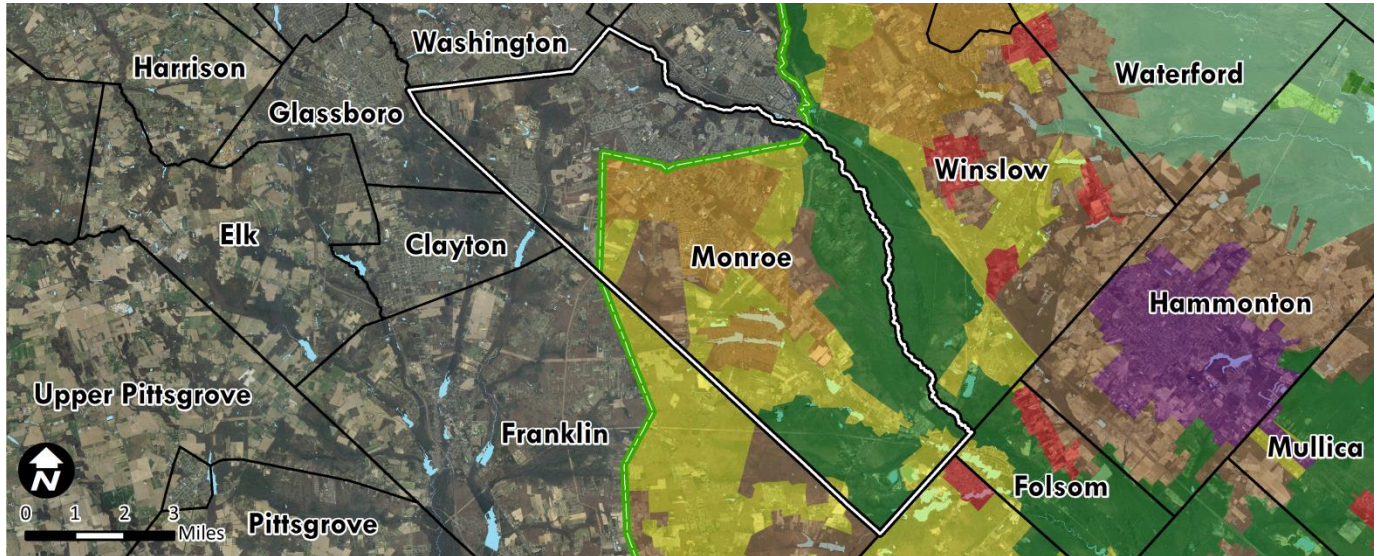 Washington
Harrison
Waterford
Glassboro
Winslow
Elk
Clayton
Monroe
Hammonton
Upper Pittsgrove
Franklin
Mullica
N
Folsom
0 1 2 3
Miles
Pittsgrove